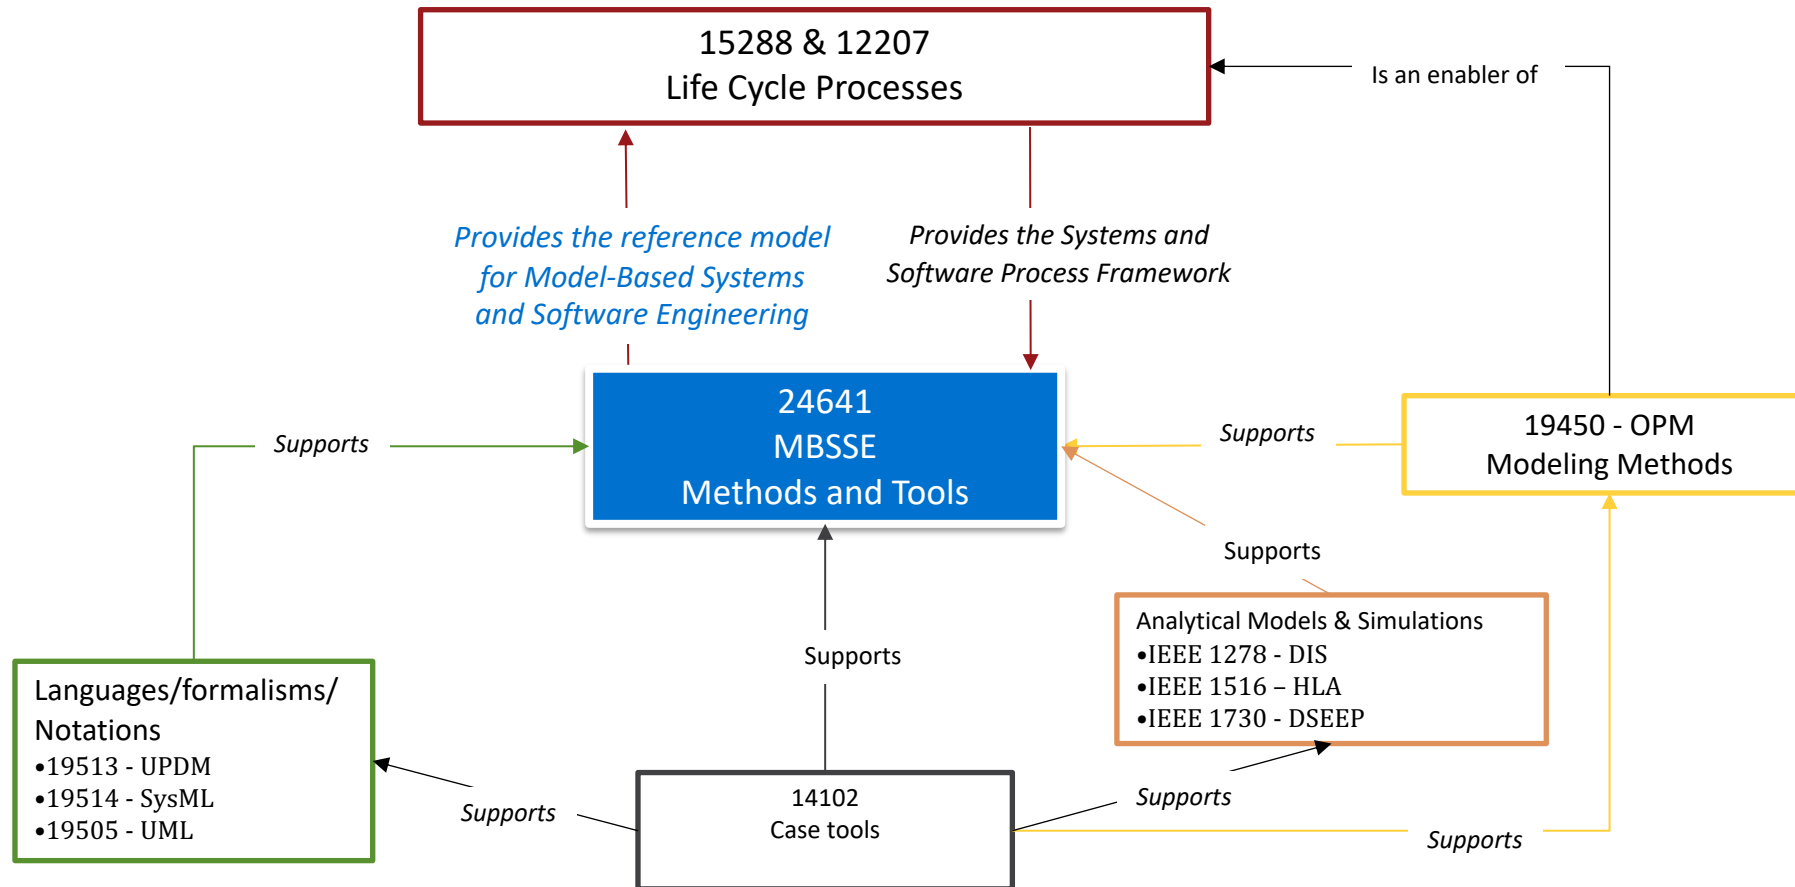 15288 & 12207
Life Cycle Processes
Is an enabler of
Provides the reference model
for Model-Based Systems
and Software Engineering
Provides the Systems and
Software Process Framework
24641
MBSSE
Methods and Tools
Supports
Supports
19450 - OPM
Modeling Methods
Supports
Analytical Models & Simulations
•IEEE 1278 - DIS
•IEEE 1516 – HLA
•IEEE 1730 - DSEEP
Supports
Languages/formalisms/
Notations
•19513 - UPDM
•19514 - SysML
•19505 - UML
Supports
14102
Case tools
Supports
Supports